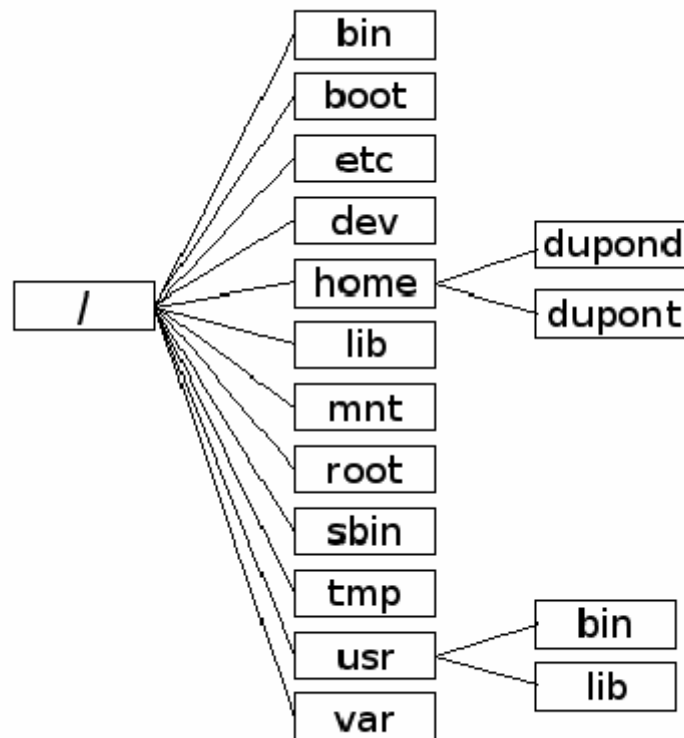 /
bin
boot
etc
dev
home
lib
mnt
root
sbin
tmp
usr
var
dupond
dupont
bin
lib